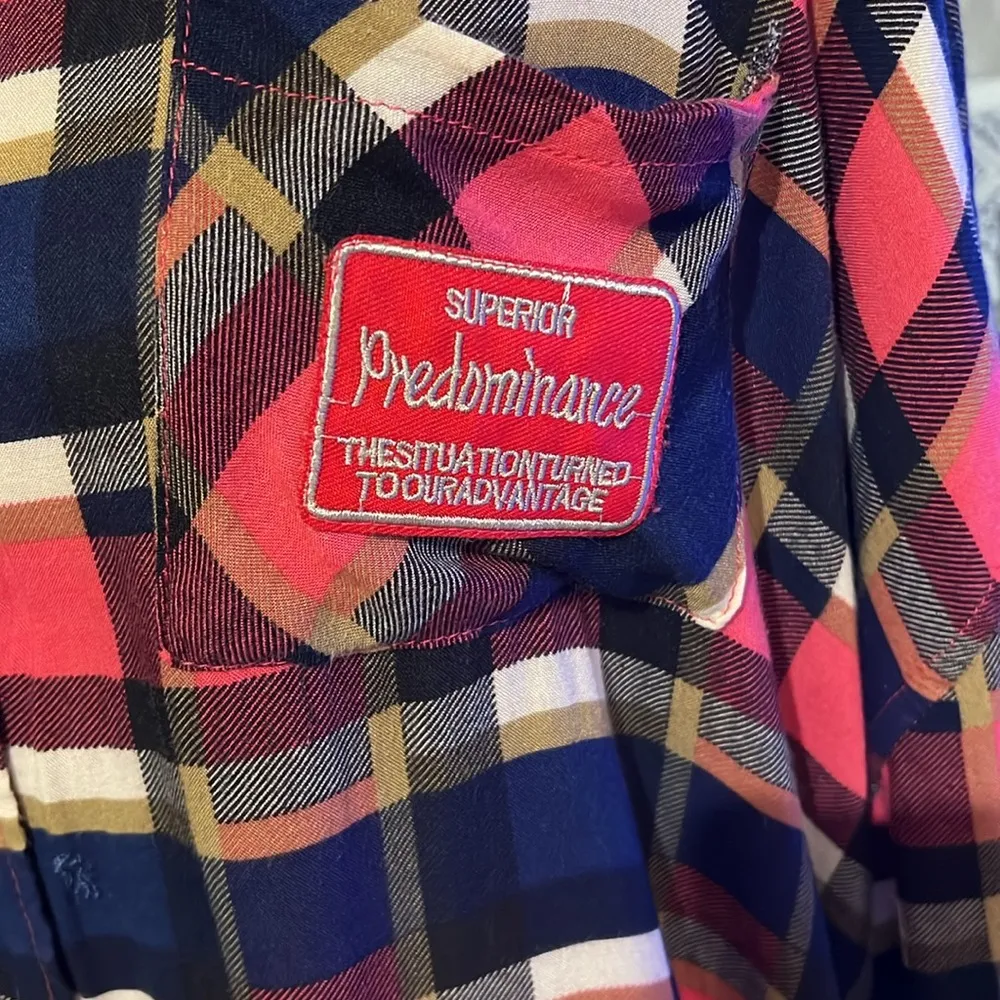 SUPERIOR
Predominance
THESITUATIONTURNED
TOOURADVANTAGE